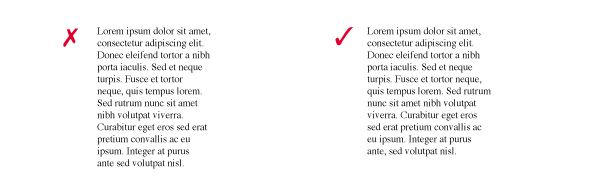 Lorem ipsum dolor sit amet,
consectetur adipiscing elit.
Donec eleifend tortor a nibh
porta iaculis. Sed et neque
turpis. Fusce et tortor
neque, quis tempus lorem.
Sed rutrum nunc sit amet
nibh volutpat viverra.
Curabitur eget eros sed erat
pretium convallis ac eu
ipsum. Integer at purus
ante sed volutpat nisl.
Lorem ipsum dolor sit amet,
consectetur adipiscing elit.
Donec eleifend tortor a nibh
porta iaculis. Sed et neque
turpis. Fusce et tortor neque,
quis tempus lorem. Sed rutrum
nunc sit amet nibh volutpat
viverra. Curabitur eget eros
sed erat pretium convallis ac
eu ipsum. Integer at purus
ante, sed volutpat nisl.